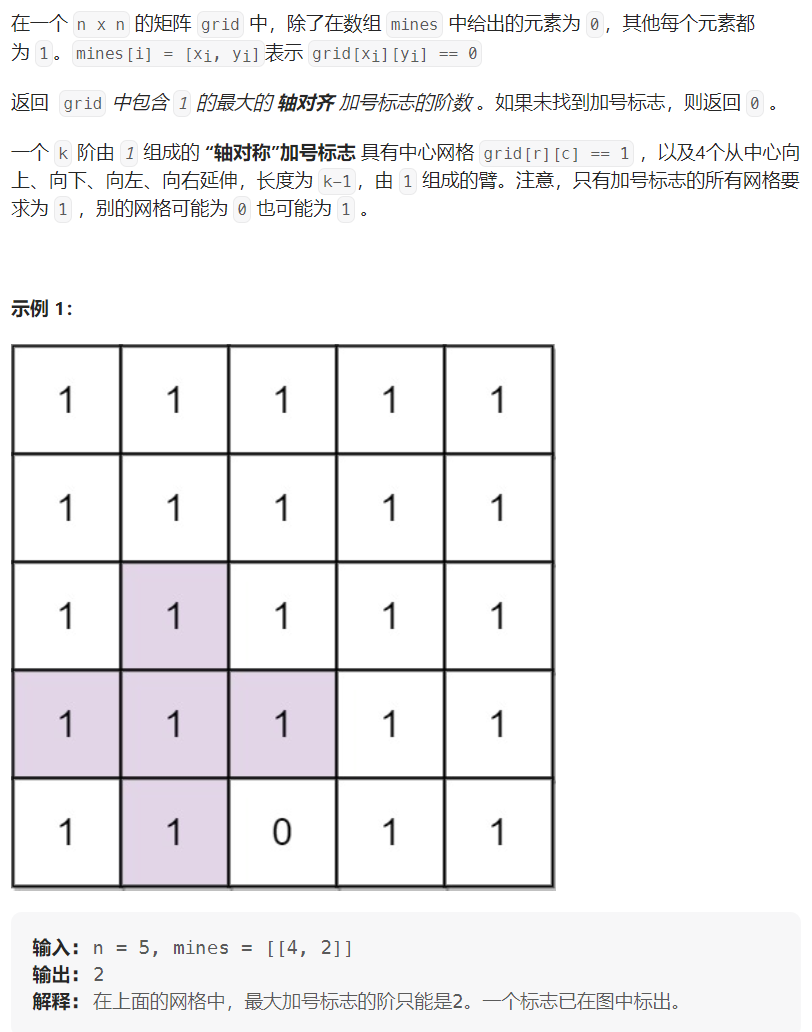 在一个 n x n 的矩阵 grid 中，除了在数组 mines 中给出的元素为 0，其他每个元素都
为 1。mines[i] = [xi, yi]表示 grid[xi][yi] == 0
返回 grid 中包含 1 的最大的 轴对齐 加号标志的阶数 。如果未找到加号标志，则返回 0 。
一个 k 阶由 1 组成的 “轴对称”加号标志 具有中心网格 grid[r][c] == 1 ，以及4个从中心向
上、向下、向左、向右延伸，长度为 k-1，由 1 组成的臂。注意，只有加号标志的所有网格要
求为 1 ，别的网格可能为 0 也可能为 1 。
示例 1：
1 1 1 1 1
1 1 1 1 1
1 1 1 1 1
1 1 1 1 1
1 1 0 1 1
输入：n = 5, mines = [[4, 2]]
输出：2
解释：在上面的网格中，最大加号标志的阶只能是2。一个标志已在图中标出。